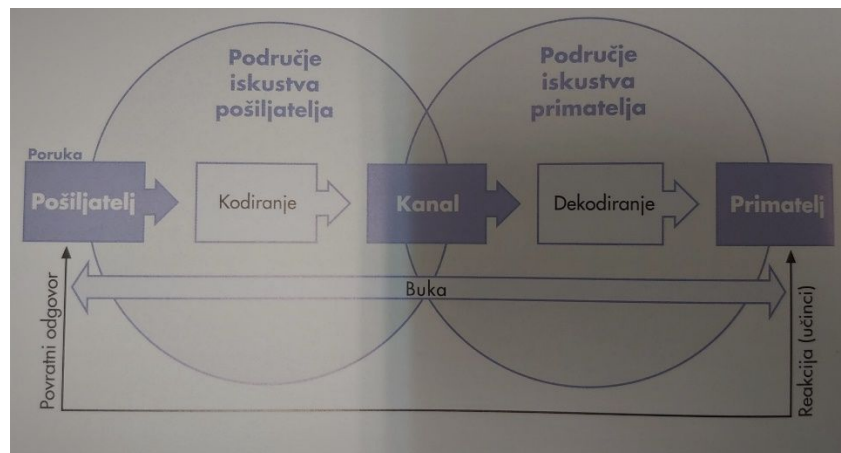 Područje
iskustva
pošiljatelja
Područje
iskustva
primatelja
Poruka
Pošiljatelj
Kodiranje
Kanal
Dekodiranje
Primatelj
Buka
Povratni odgovor
Reakcija (učinci)